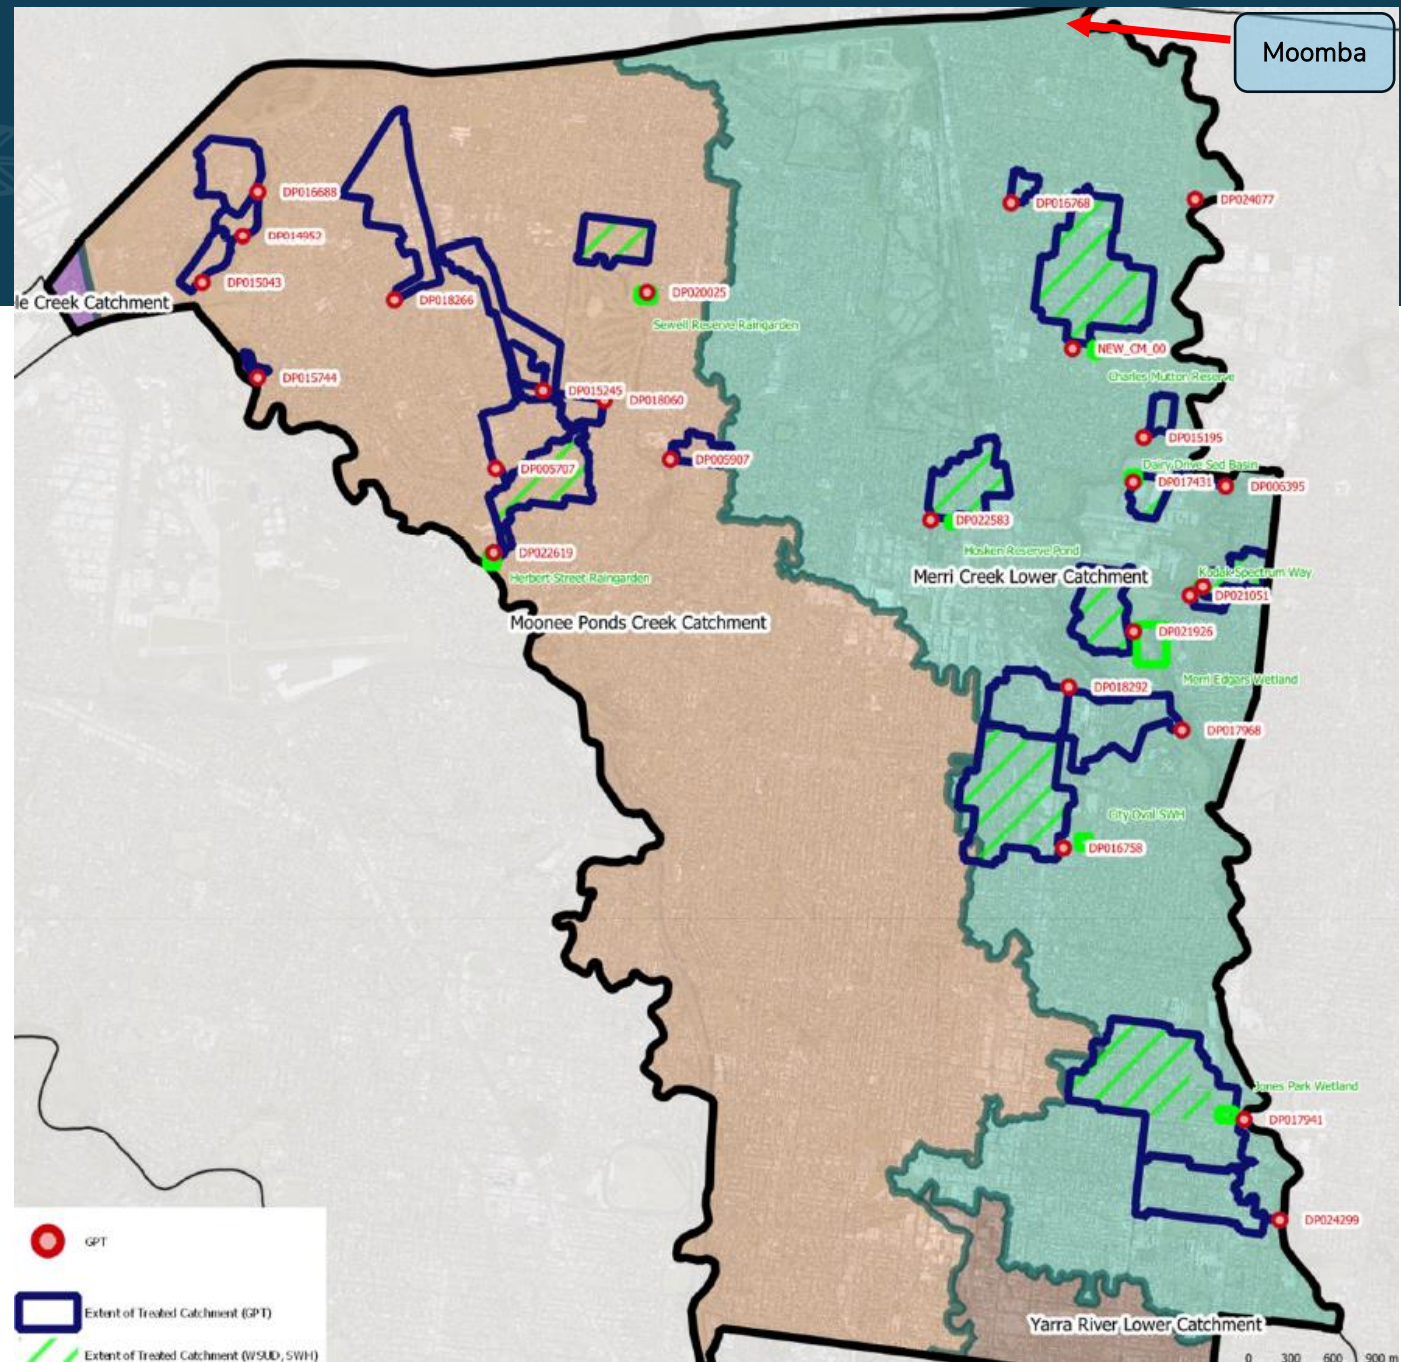 Moomba
DP016688
DP016768
DP024077
DP014952
DP015043
DP020025
le Creek Catchment
DP018266
Sewell Reserve Raingarden
NEW_CM_00
Charles Mutton Reserve
DP015744
DP015245
DP018060
DP015195
DP005907
DP005707
Dairy Drive Sed Basin
DP017431
DP006395
DP022583
Mosken Reserve Pond
DP022619
Herbert Street Raingarden
Merri Creek Lower Catchment
Kodak Spectrum Way
DP021051
Moonee Ponds Creek Catchment
DP021926
Merri Edgars Wetland
DP018292
DP017968
City Oval SWH
DP016758
Jones Park Wetland
DP017941
DP024299
GPT
Extent of Treated Catchment (GPT)
Yarra River Lower Catchment
Extent of Treated Catchment (WSUD, SWH)
0 300 600 900 m